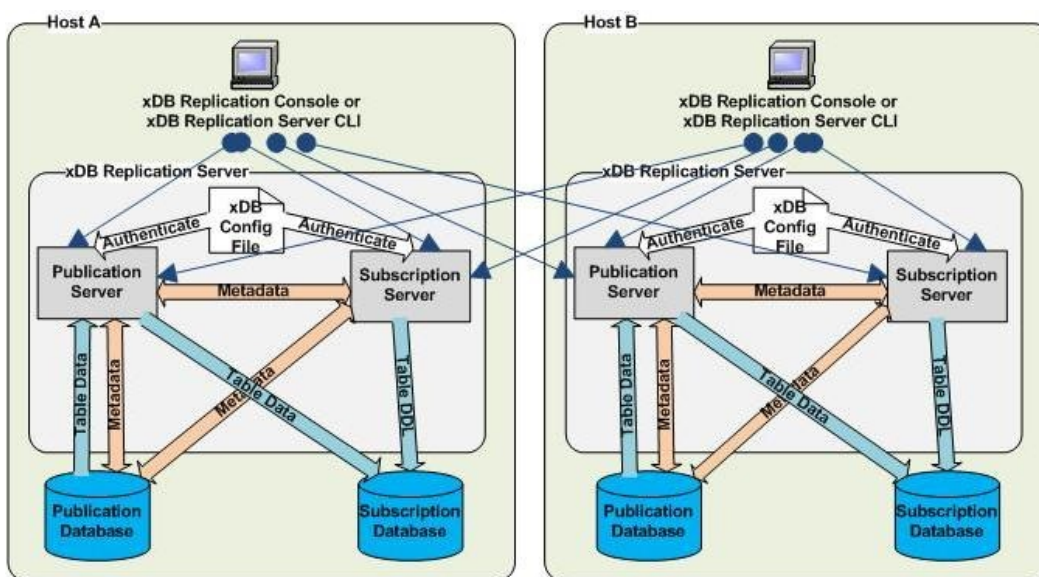 Host A
xDB Replication Console or
xDB Replication Server CLI
xDB Replication Server
xDB
Config
File
Authenticate
Authenticate
Publication
Server
Subscription
Server
Metadata
Table Data
Metadata
Metadata
Table Data
Table DDL
Publication
Database
Subscription
Database
Host B
xDB Replication Console or
xDB Replication Server CLI
xDB Replication Server
xDB
Config
File
Authenticate
Authenticate
Publication
Server
Subscription
Server
Metadata
Table Data
Metadata
Metadata
Table Data
Table DDL
Publication
Database
Subscription
Database